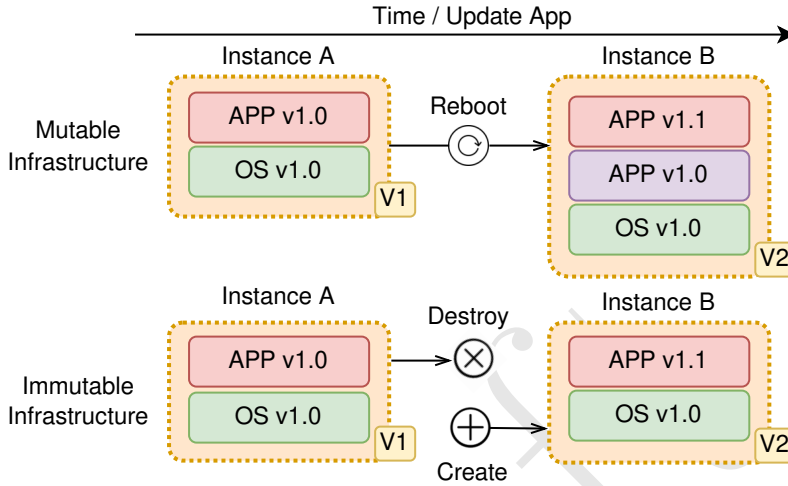 Time / Update App
Instance A
Instance B
Mutable
Infrastructure
APP v1.0
OS v1.0
V1
Reboot
APP v1.1
APP v1.0
OS v1.0
V2
Instance A
Instance B
Immutable
Infrastructure
APP v1.0
OS v1.0
V1
Destroy
Create
APP v1.1
OS v1.0
V2